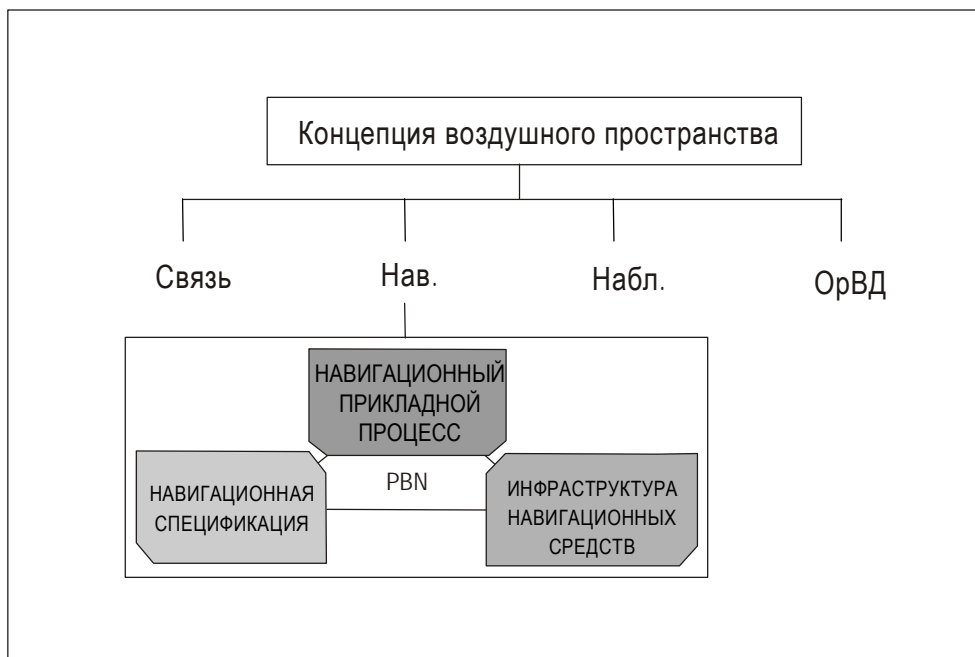 Концепция воздушного пространства
Связь
Нав.
Набл.
ОрВД
НАВИГАЦИОННЫЙ
ПРИКЛАДНОЙ
ПРОЦЕСС
PBN
НАВИГАЦИОННАЯ
СПЕЦИФИКАЦИЯ
ИНФРАСТРУКТУРА
НАВИГАЦИОННЫХ
СРЕДСТВ